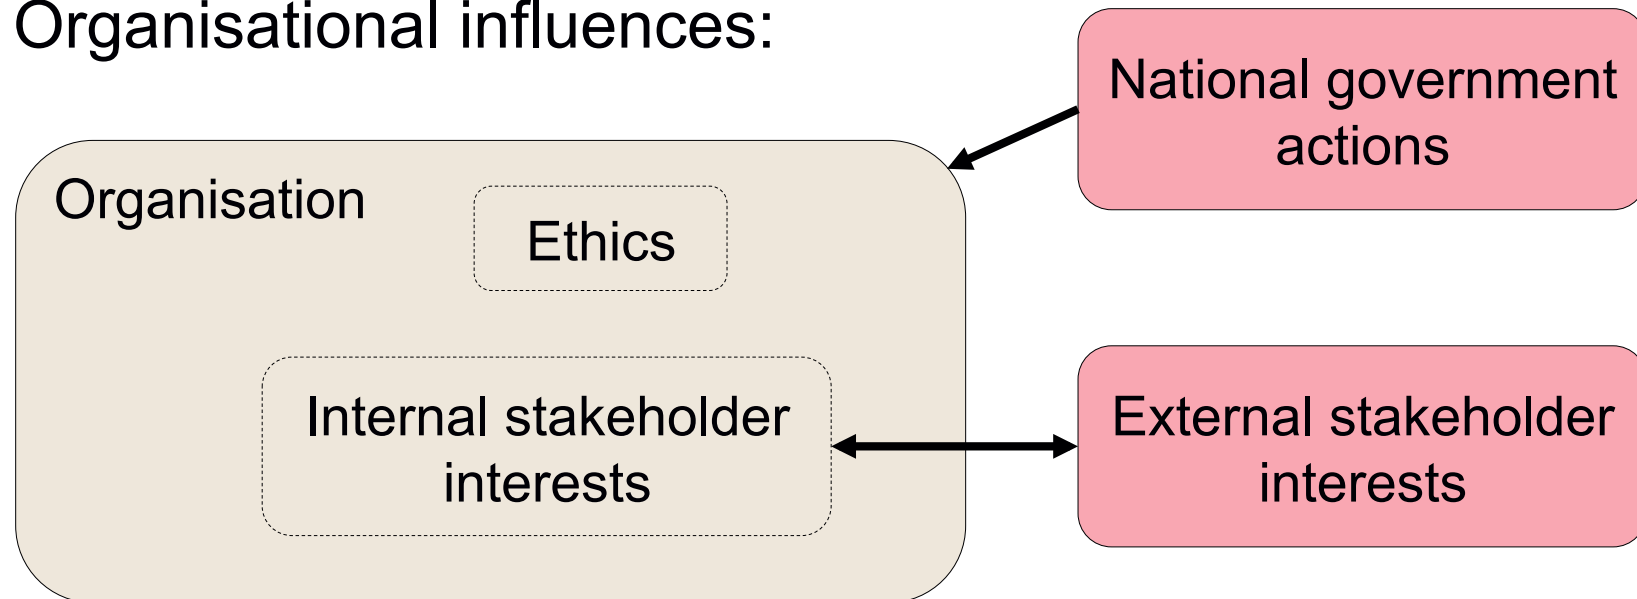 Organisational influences:
National government
actions
Organisation
Ethics
Internal stakeholder
interests
External stakeholder
interests